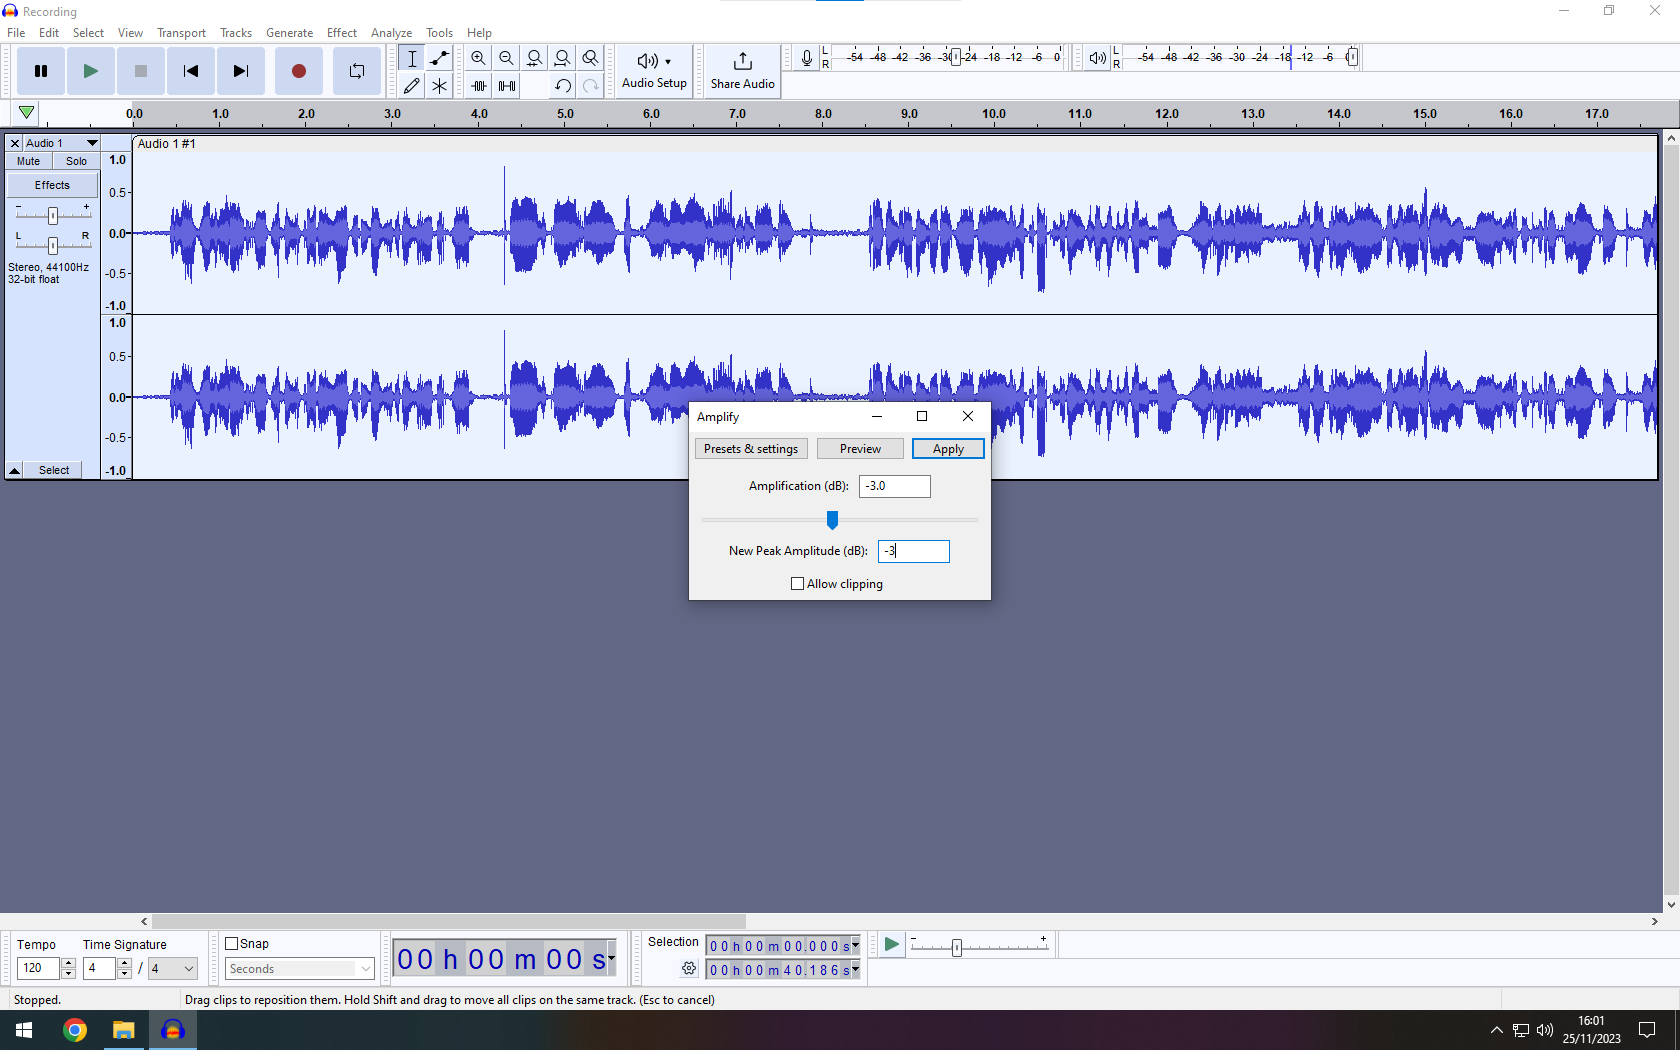 Recording
File Edit Select View Transport Tracks Generate Effect Analyze Tools Help
Audio Setup
Share Audio
L
R
-54 -48 -42 -36 -30 -24 -18 -12 -6 0
L
R
-54 -48 -42 -36 -30 -24 -18 -12 -6 0
0.0 1.0 2.0 3.0 4.0 5.0 6.0 7.0 8.0 9.0 10.0 11.0 12.0 13.0 14.0 15.0 16.0 17.0
Audio 1
Audio 1 #1
Mute Solo
Effects
- +
L R
Stereo, 44100Hz
32-bit float
Select
1.0
0.5
0.0
-0.5
-1.0
1.0
0.5
0.0
-0.5
-1.0
Amplify
Presets & settings Preview Apply
Amplification (dB): -3.0
New Peak Amplitude (dB): -3
Allow clipping
Tempo Time Signature
120 4 / 4
Snap
Seconds
00 h 00 m 00 s
Selection
00 h 00 m 00.000 s
00 h 00 m 40.186 s
- +
Stopped.
Drag clips to reposition them. Hold Shift and drag to move all clips on the same track. (Esc to cancel)
16:01
25/11/2023